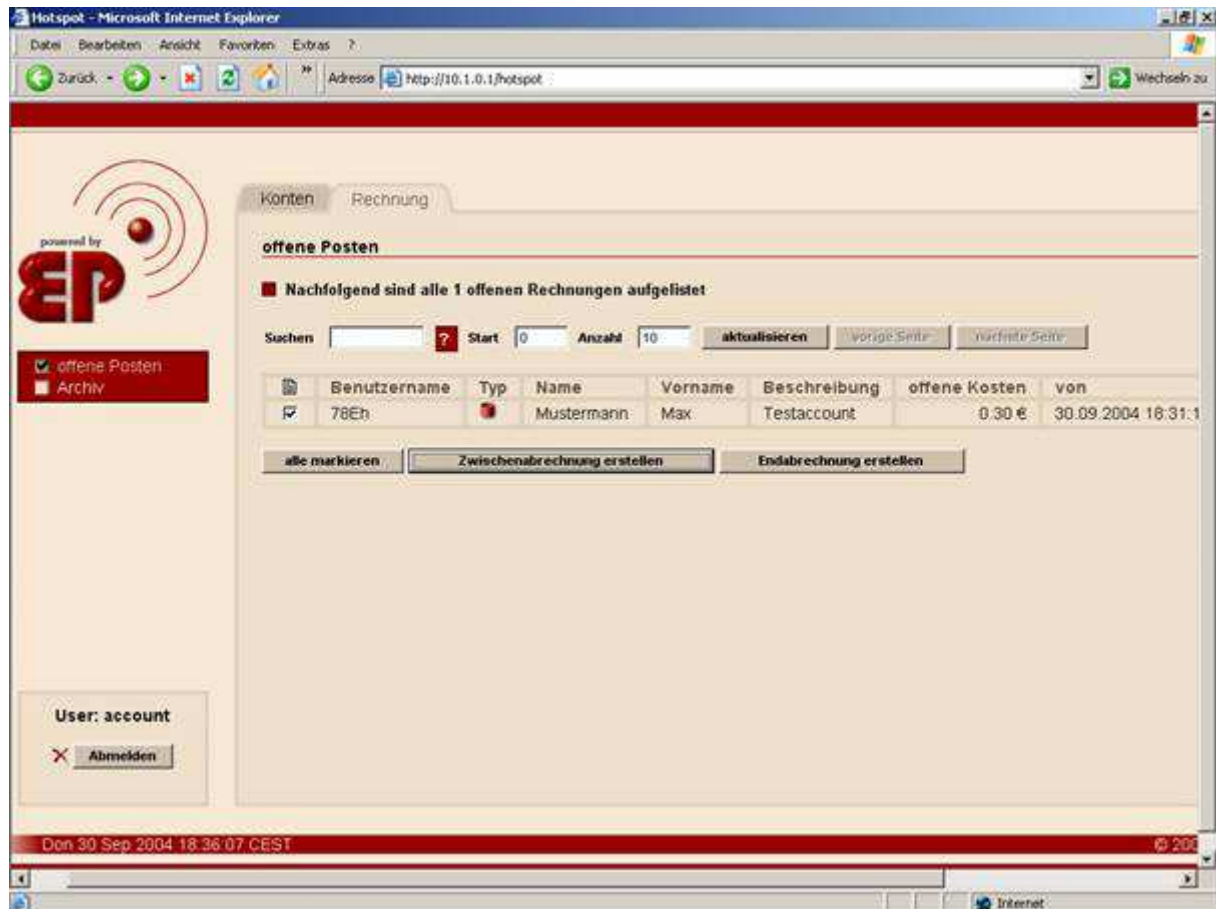 Hotspot - Microsoft Internet Explorer
Datei Bearbeiten Ansicht Favoriten Extras ?
Zurück Adresse http://10.1.0.1/hotspot Wechseln zu
Konten Rechnung
powered by
EP
offene Posten
Nachfolgend sind alle 1 offenen Rechnungen aufgelistet
Suchen ? Start 0 Anzahl 10 aktualisieren vorige Seite nächste Seite
offene Posten
Archiv
Benutzername Typ Name Vorname Beschreibung offene Kosten von
78Eh Mustermann Max Testaccount 0.30 € 30.09.2004 18:31:1
alle markieren Zwischenabrechnung erstellen Endabrechnung erstellen
User: account
Abmelden
Don 30 Sep 2004 18:36:07 CEST © 200
Internet